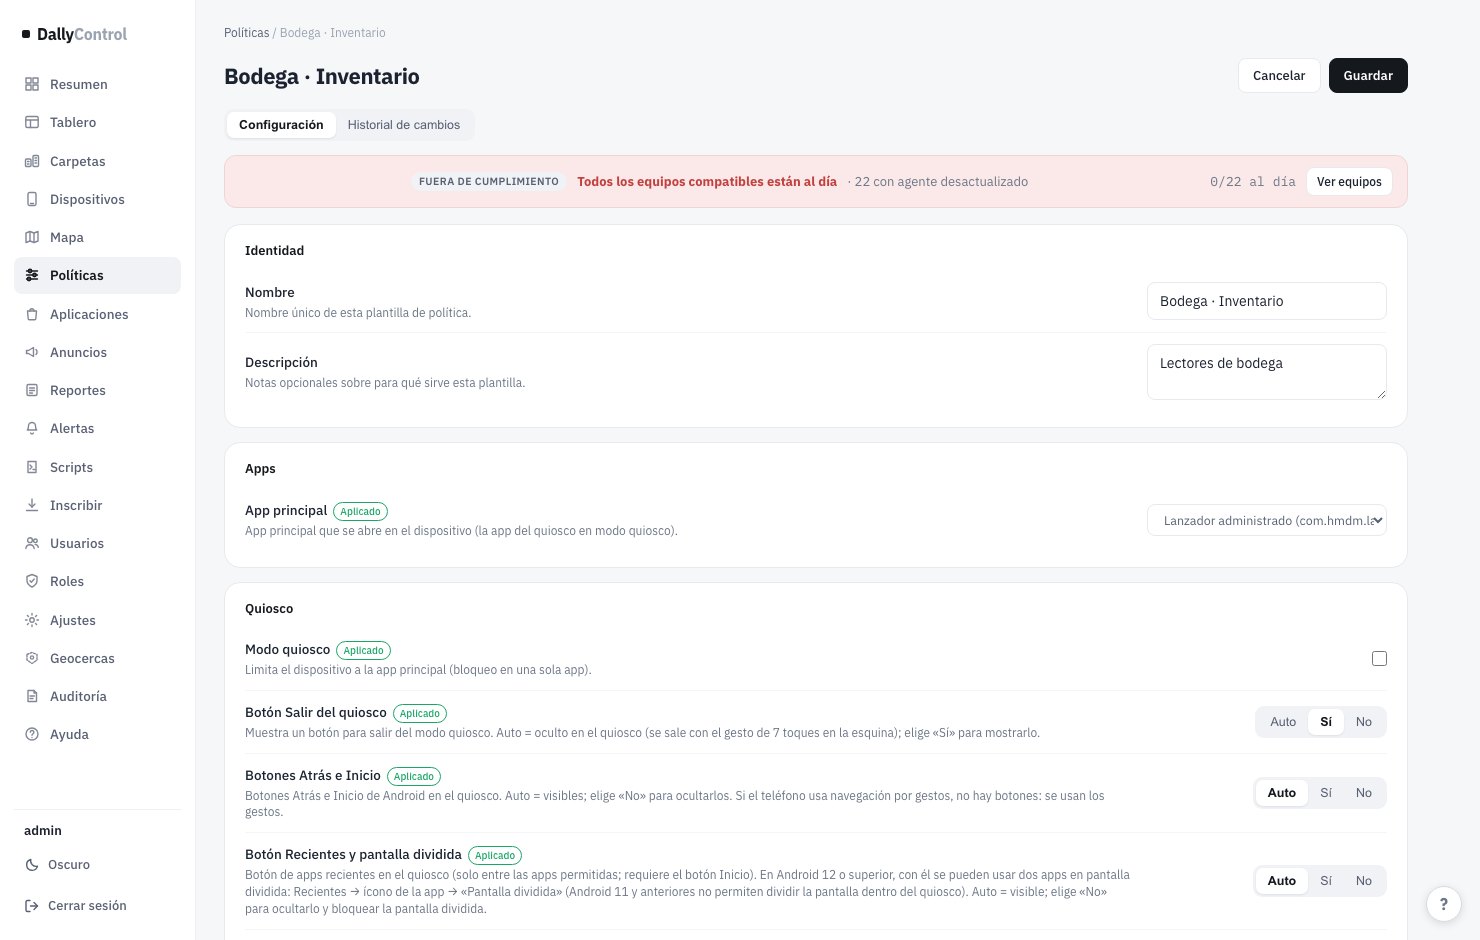 DallyControl
Resumen
Tablero
Carpetas
Dispositivos
Mapa
Políticas
Aplicaciones
Anuncios
Reportes
Alertas
Scripts
Inscribir
Usuarios
Roles
Ajustes
Geocercas
Auditoría
Ayuda
admin
Oscuro
Cerrar sesión
Políticas / Bodega · Inventario
Bodega · Inventario
Cancelar
Guardar
Configuración
Historial de cambios
FUERA DE CUMPLIMIENTO Todos los equipos compatibles están al día · 22 con agente desactualizado 0/22 al día Ver equipos
Identidad
Nombre
Nombre único de esta plantilla de política.
Bodega · Inventario
Descripción
Notas opcionales sobre para qué sirve esta plantilla.
Lectores de bodega
Apps
App principal Aplicado
App principal que se abre en el dispositivo (la app del quiosco en modo quiosco).
Lanzador administrado (com.hmdm.la
Quiosco
Modo quiosco Aplicado
Limita el dispositivo a la app principal (bloqueo en una sola app).
Botón Salir del quiosco Aplicado
Muestra un botón para salir del modo quiosco. Auto = oculto en el quiosco (se sale con el gesto de 7 toques en la esquina); elige «Sí» para mostrarlo.
Auto Sí No
Botones Atrás e Inicio Aplicado
Botones Atrás e Inicio de Android en el quiosco. Auto = visibles; elige «No» para ocultarlos. Si el teléfono usa navegación por gestos, no hay botones: se usan los
gestos.
Auto Sí No
Botón Recientes y pantalla dividida Aplicado
Botón de apps recientes en el quiosco (solo entre las apps permitidas; requiere el botón Inicio). En Android 12 o superior, con él se pueden usar dos apps en pantalla
dividida: Recientes → ícono de la app → «Pantalla dividida» (Android 11 y anteriores no permiten dividir la pantalla dentro del quiosco). Auto = visible; elige «No»
para ocultarlo y bloquear la pantalla dividida.
Auto Sí No
?